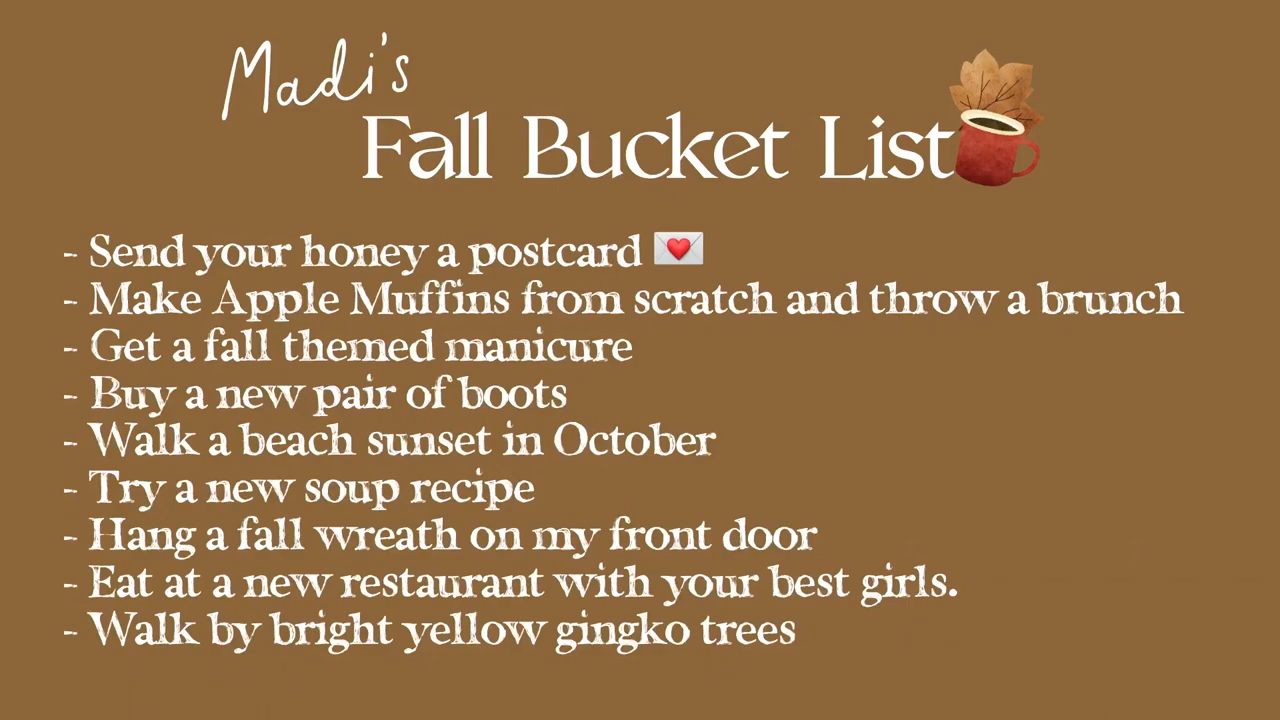 Madi's
Fall Bucket List
- Send your honey a postcard 💌
- Make Apple Muffins from scratch and throw a brunch
- Get a fall themed manicure
- Buy a new pair of boots
- Walk a beach sunset in October
- Try a new soup recipe
- Hang a fall wreath on my front door
- Eat at a new restaurant with your best girls.
- Walk by bright yellow gingko trees